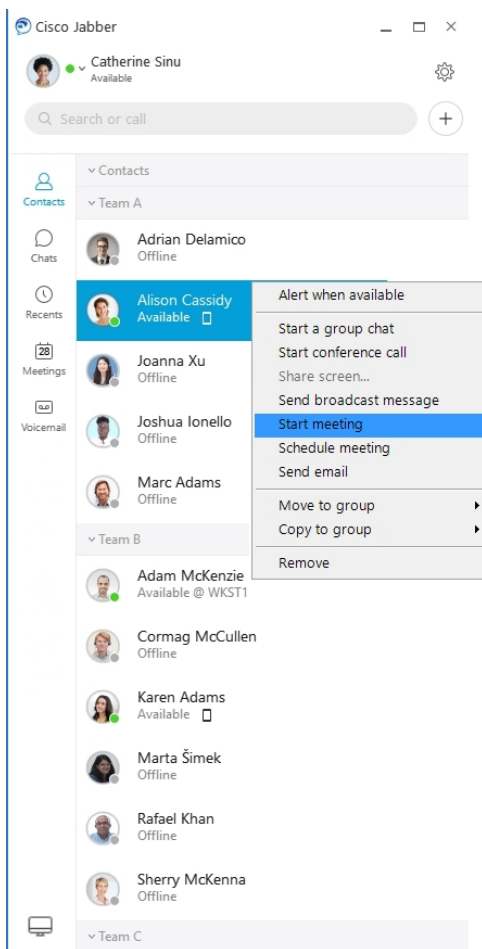 Cisco Jabber
Catherine Sinu
Available
Search or call
Contacts
Chats
Recents
28
Meetings
Voicemail
Contacts
Team A
Adrian Delamico
Offline
Alison Cassidy
Available
Joanna Xu
Offline
Joshua Ionello
Offline
Marc Adams
Offline
Team B
Adam McKenzie
Available @ WKST1
Cormag McCullen
Offline
Karen Adams
Available
Marta Šimek
Offline
Rafael Khan
Offline
Sherry McKenna
Offline
Team C
Alert when available
Start a group chat
Start conference call
Share screen...
Send broadcast message
Start meeting
Schedule meeting
Send email
Move to group
Copy to group
Remove